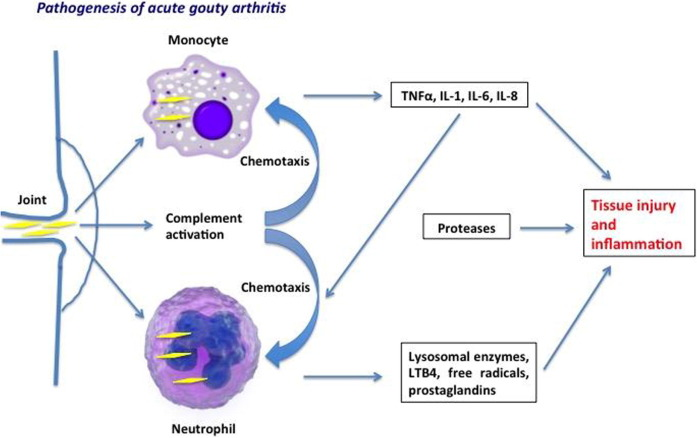 Pathogenesis of acute gouty arthritis
Monocyte
TNFα, IL-1, IL-6, IL-8
Chemotaxis
Joint
Complement
activation
Proteases
Tissue injury
and
inflammation
Chemotaxis
Lysosomal enzymes,
LTB4, free radicals,
prostaglandins
Neutrophil